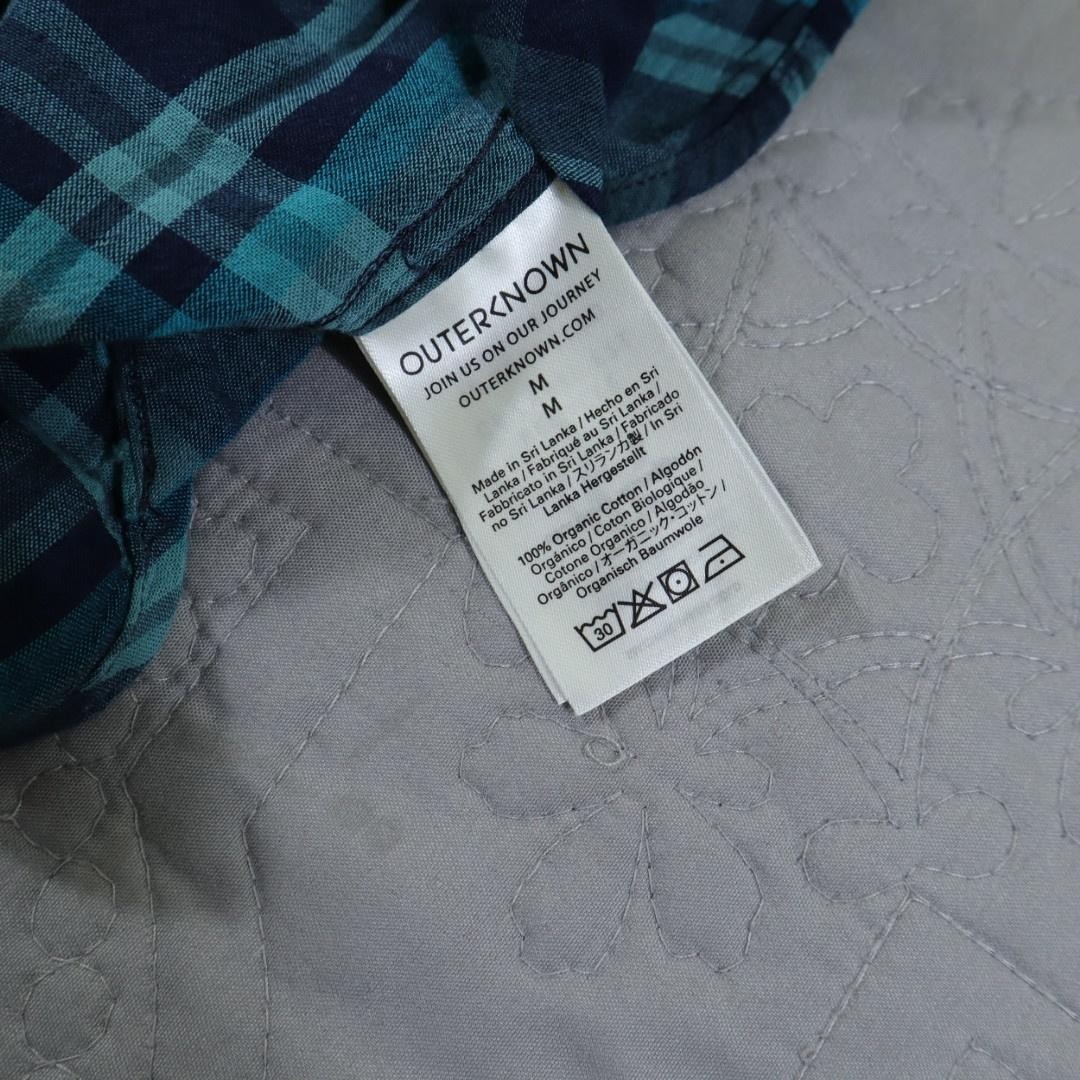 OUTERKNOWN
JOIN US ON OUR JOURNEY
OUTERKNOWN.COM
M
M
Made in Sri Lanka / Hecho en Sri
Lanka / Fabriqué au Sri Lanka /
Fabbricato in Sri Lanka / Fabricado
no Sri Lanka / スリランカ製 / In Sri
Lanka Hergestellt
100% Organic Cotton / Algodón
Orgánico / Coton Biologique /
Cotone Organico / Algodão
Orgânico / オーガニック・コットン /
Organisch Baumwole
30